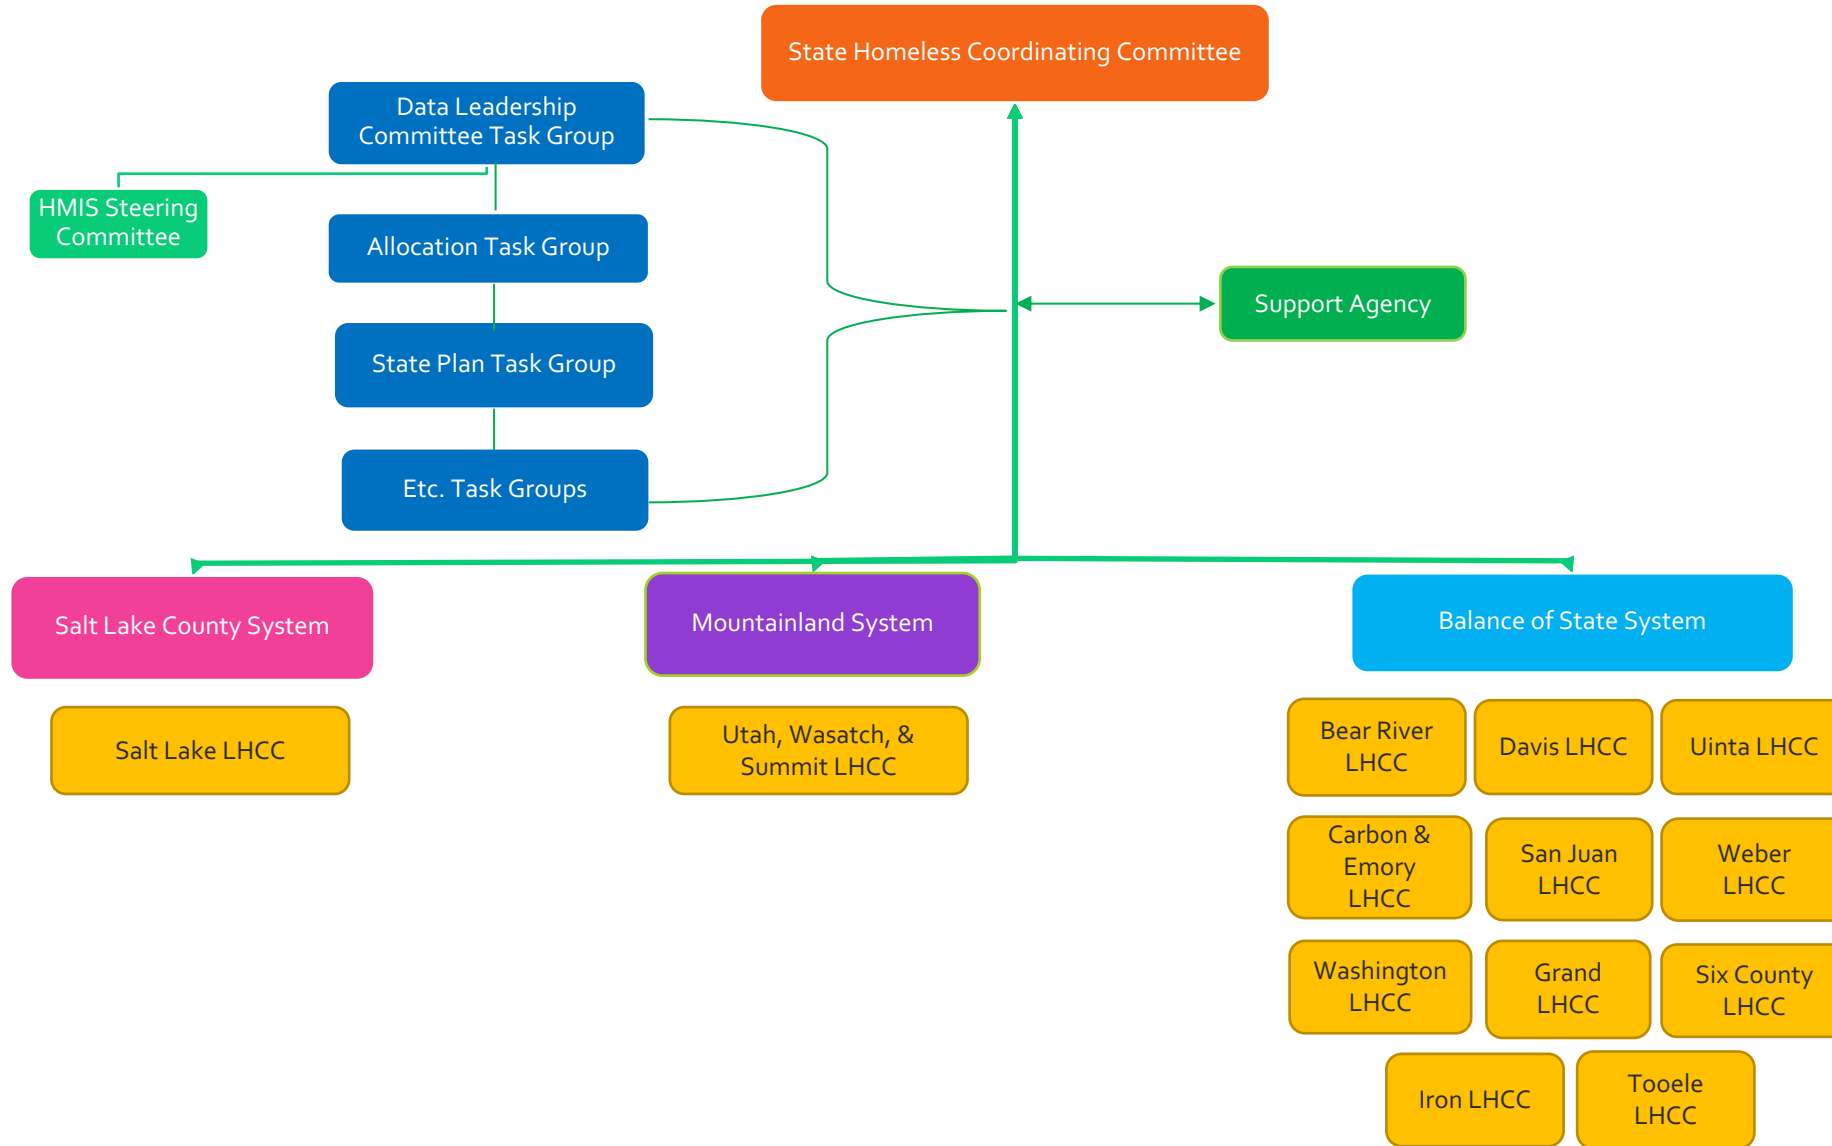 State Homeless Coordinating Committee
Data Leadership
Committee Task Group
HMIS Steering
Committee
Allocation Task Group
Support Agency
State Plan Task Group
Etc. Task Groups
Salt Lake County System
Mountainland System
Balance of State System
Salt Lake LHCC
Utah, Wasatch, &
Summit LHCC
Bear River
LHCC
Davis LHCC
Uinta LHCC
Carbon &
Emory
LHCC
San Juan
LHCC
Weber
LHCC
Washington
LHCC
Grand
LHCC
Six County
LHCC
Iron LHCC
Tooele
LHCC